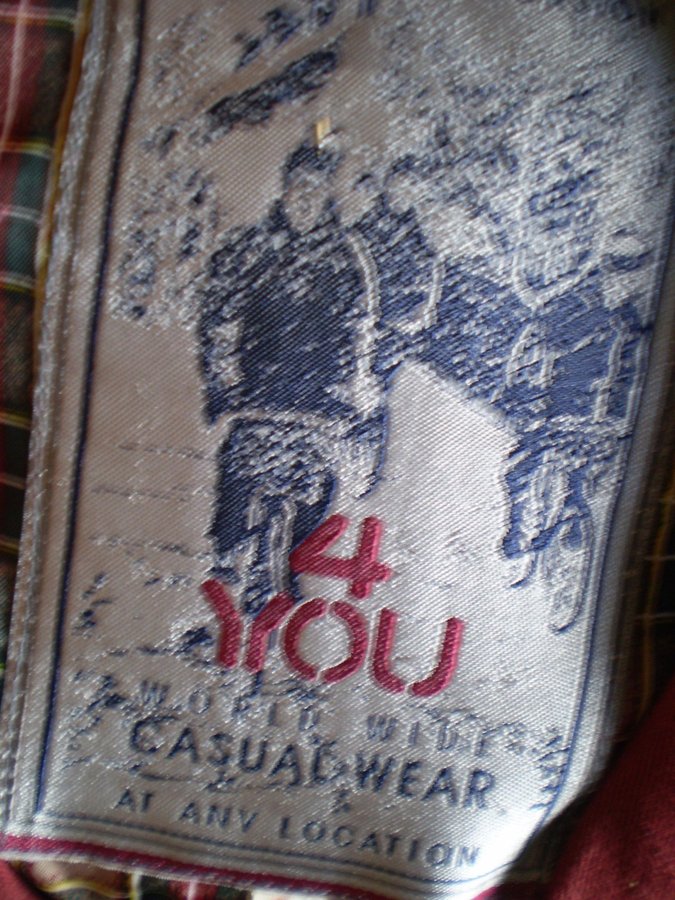 4
YOU
WORLD WIDE
CASUAL WEAR
&
AT ANY LOCATION